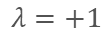 λ = +1